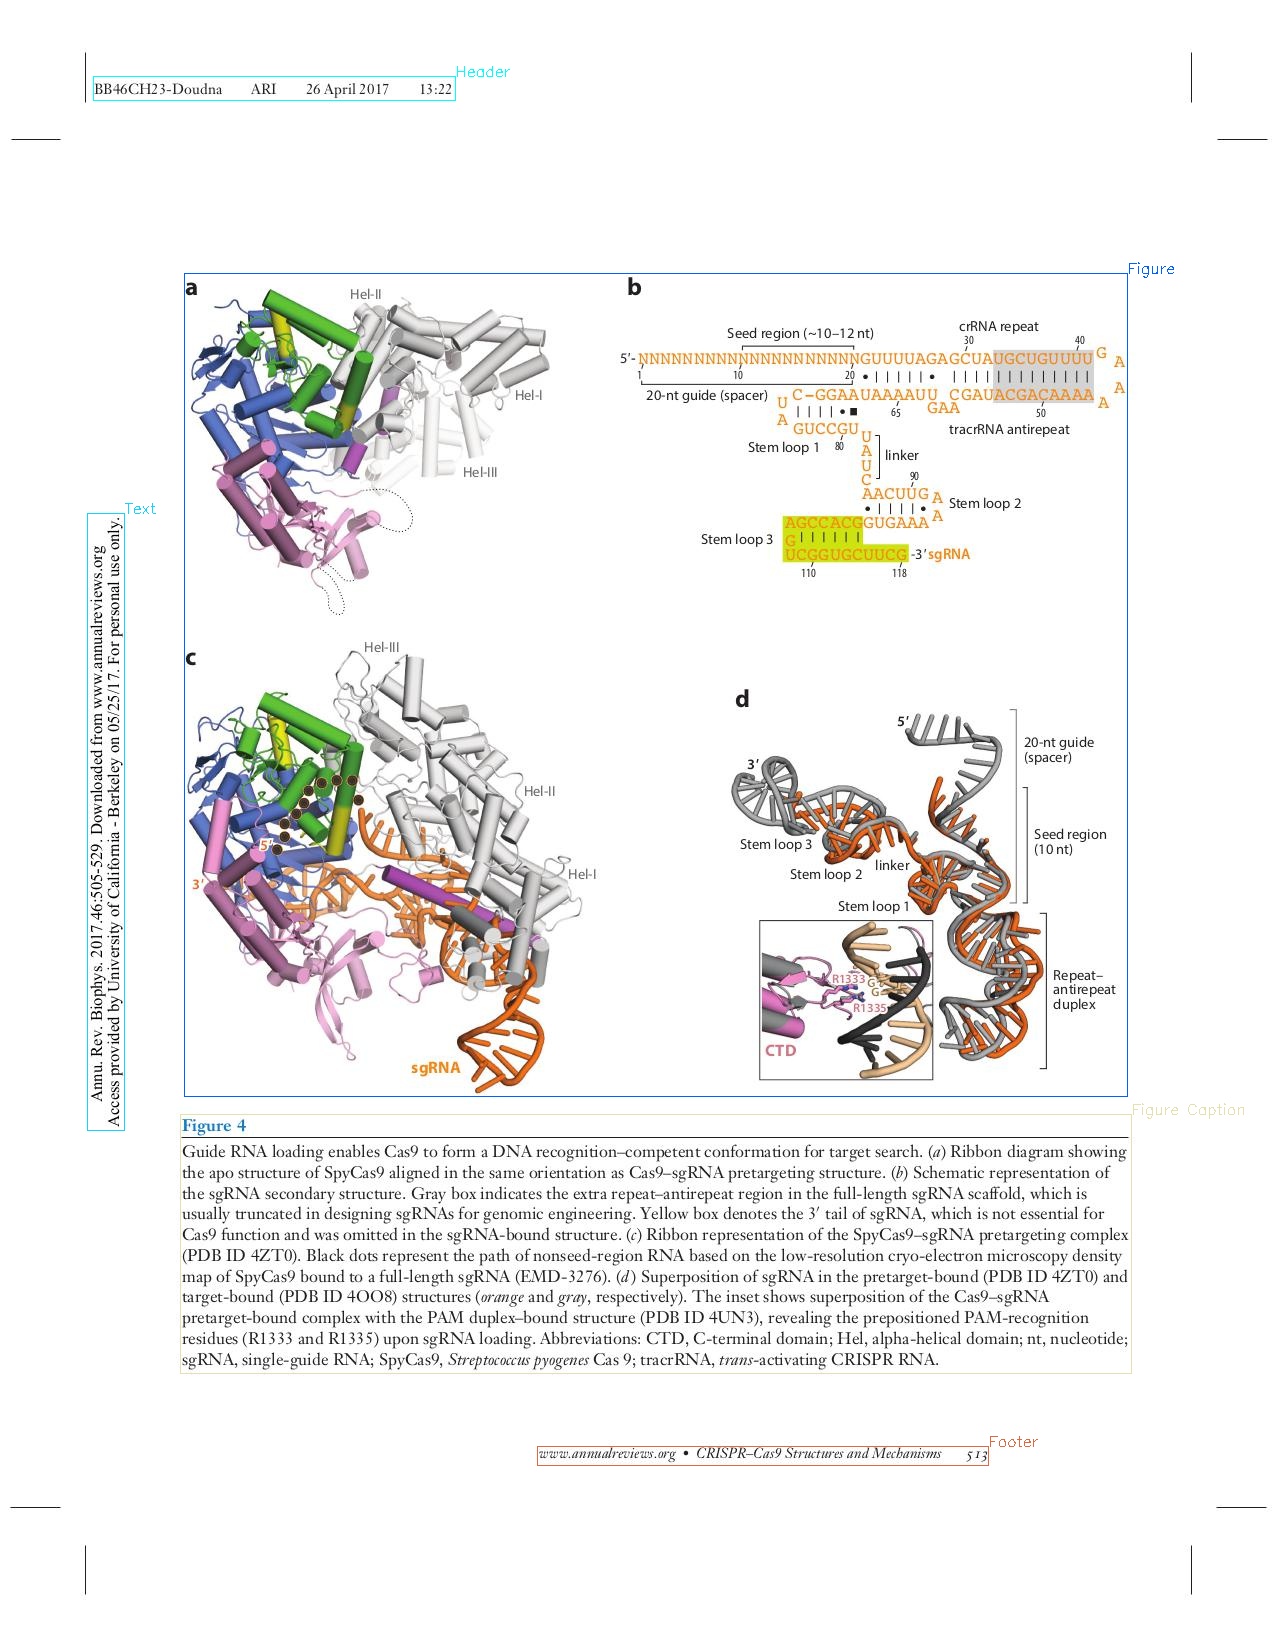 BB46CH23-Doudna ARI 26 April 2017 13:22
Header
Figure
a
Hel-II
Hel-I
Hel-III
b
Seed region (~10–12 nt)
crRNA repeat
30 40
5′-NNNNNNNNNNNNNNNNNNNNGUUUUAGAGCUAUGCUGUUUUG
A
1 10 20
A
20-nt guide (spacer)
U C–GGAAUAAAAUU CGAUACGACAAAA A
65 GAA 50
A GUCCGU
tracrRNA antirepeat
Stem loop 1 80
U
A
U
C
linker
90
AACUUG A
Stem loop 2
A
AGCCACGGUGAAA
Stem loop 3
G
UCGGUGCUUCG -3′ sgRNA
110 118
c
Hel-III
Hel-II
Hel-I
5′
3′
sgRNA
d
5′
20-nt guide
(spacer)
3′
Seed region
(10 nt)
Stem loop 3
Stem loop 2
linker
Stem loop 1
Repeat–
antirepeat
duplex
R1333
G
G
R1335
CTD
Text
Annu. Rev. Biophys. 2017.46:505-529. Downloaded from www.annualreviews.org
Access provided by University of California - Berkeley on 05/25/17. For personal use only.
Figure Caption
Figure 4
Guide RNA loading enables Cas9 to form a DNA recognition–competent conformation for target search. (a) Ribbon diagram showing
the apo structure of SpyCas9 aligned in the same orientation as Cas9–sgRNA pretargeting structure. (b) Schematic representation of
the sgRNA secondary structure. Gray box indicates the extra repeat–antirepeat region in the full-length sgRNA scaffold, which is
usually truncated in designing sgRNAs for genomic engineering. Yellow box denotes the 3′ tail of sgRNA, which is not essential for
Cas9 function and was omitted in the sgRNA-bound structure. (c) Ribbon representation of the SpyCas9–sgRNA pretargeting complex
(PDB ID 4ZT0). Black dots represent the path of nonseed-region RNA based on the low-resolution cryo-electron microscopy density
map of SpyCas9 bound to a full-length sgRNA (EMD-3276). (d) Superposition of sgRNA in the pretarget-bound (PDB ID 4ZT0) and
target-bound (PDB ID 4OO8) structures (orange and gray, respectively). The inset shows superposition of the Cas9–sgRNA
pretarget-bound complex with the PAM duplex–bound structure (PDB ID 4UN3), revealing the prepositioned PAM-recognition
residues (R1333 and R1335) upon sgRNA loading. Abbreviations: CTD, C-terminal domain; Hel, alpha-helical domain; nt, nucleotide;
sgRNA, single-guide RNA; SpyCas9, Streptococcus pyogenes Cas 9; tracrRNA, trans-activating CRISPR RNA.
Footer
www.annualreviews.org • CRISPR–Cas9 Structures and Mechanisms 513